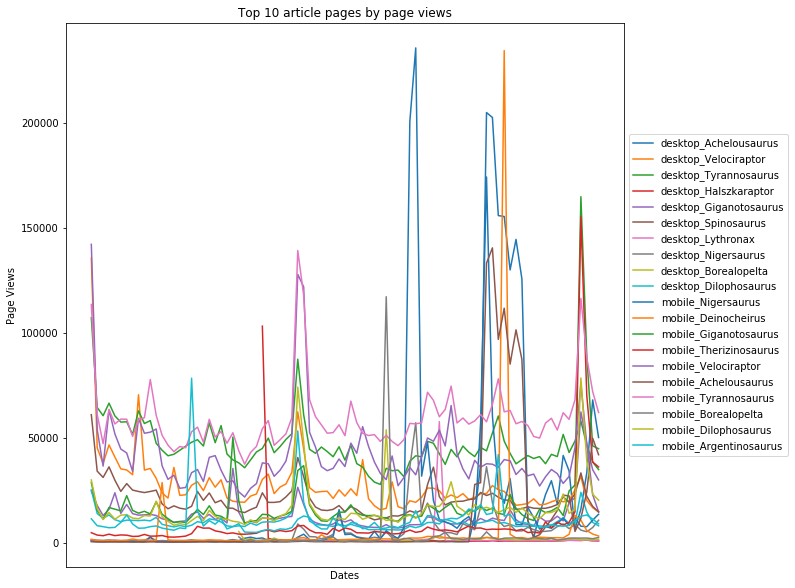 Top 10 article pages by page views
200000
150000
100000
50000
0
Page Views
Dates
desktop_Achelousaurus
desktop_Velociraptor
desktop_Tyrannosaurus
desktop_Halszkaraptor
desktop_Giganotosaurus
desktop_Spinosaurus
desktop_Lythronax
desktop_Nigersaurus
desktop_Borealopelta
desktop_Dilophosaurus
mobile_Nigersaurus
mobile_Deinocheirus
mobile_Giganotosaurus
mobile_Therizinosaurus
mobile_Velociraptor
mobile_Achelousaurus
mobile_Tyrannosaurus
mobile_Borealopelta
mobile_Dilophosaurus
mobile_Argentinosaurus